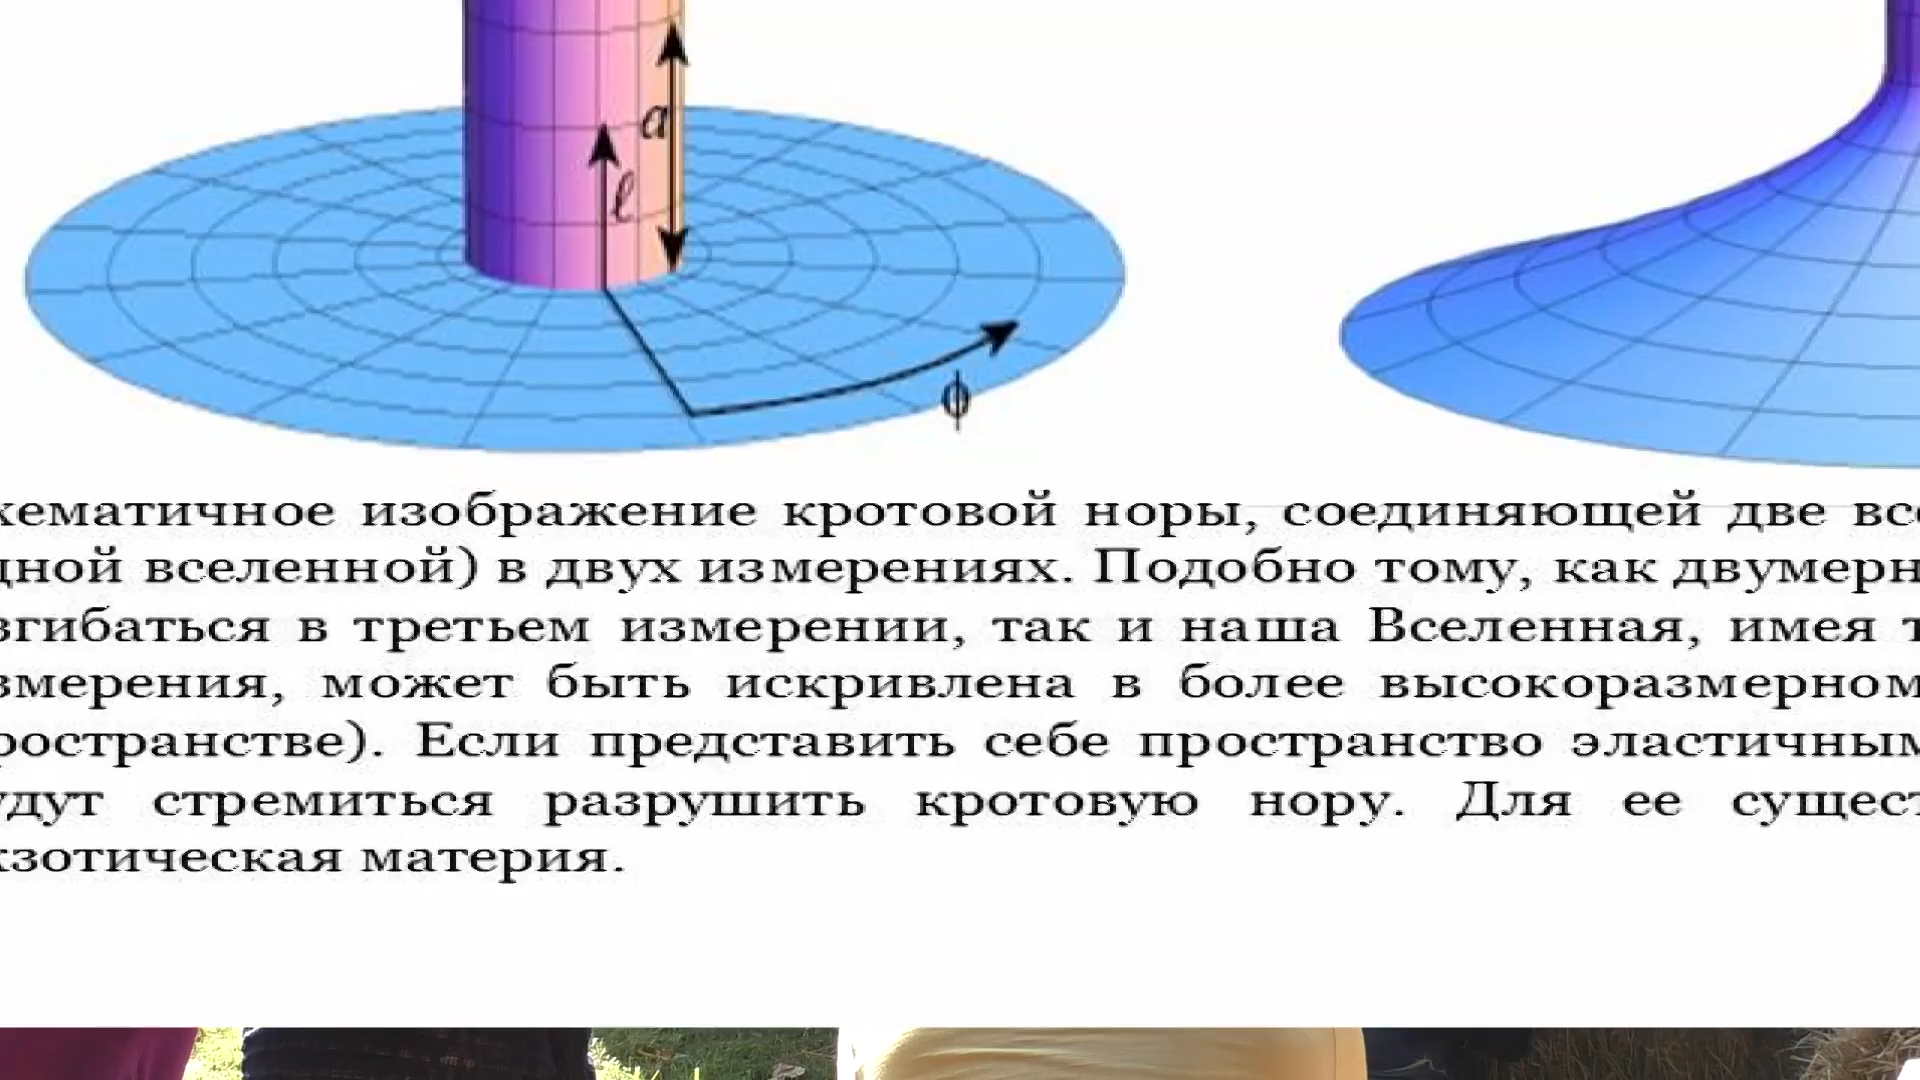 a
ℓ
ϕ
хематичное изображение кротовой норы, соединяющей две все
дной вселенной) в двух измерениях. Подобно тому, как двумерн
згибаться в третьем измерении, так и наша Вселенная, имея т
змерения, может быть искривлена в более высокоразмерном
ространстве). Если представить себе пространство эластичным
удут стремиться разрушить кротовую нору. Для ее сущест
кзотическая материя.